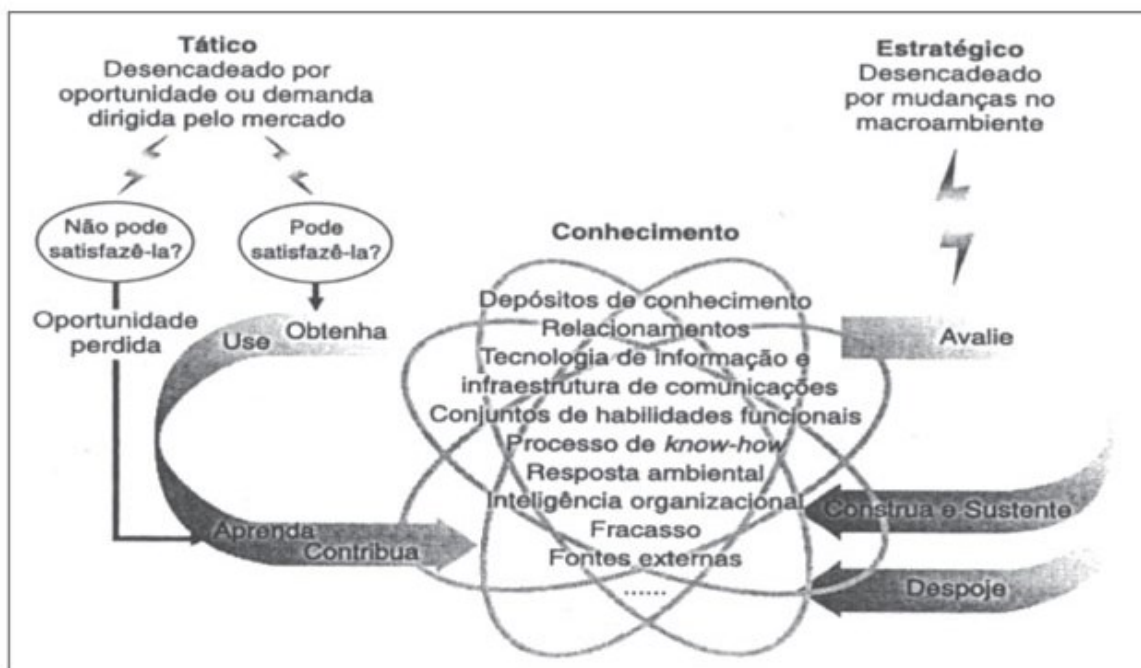 Tático
Desencadeado por
oportunidade ou demanda
dirigida pelo mercado
Estratégico
Desencadeado
por mudanças no
macroambiente
Não pode
satisfazê-la?
Pode
satisfazê-la?
Oportunidade
perdida
Use
Obtenha
Aprenda
Contribua
Conhecimento
Depósitos de conhecimento
Relacionamentos
Tecnologia de informação e
infraestrutura de comunicações
Conjuntos de habilidades funcionais
Processo de know-how
Resposta ambiental
Inteligência organizacional
Fracasso
Fontes externas
......
Avalie
Construa e Sustente
Despoje